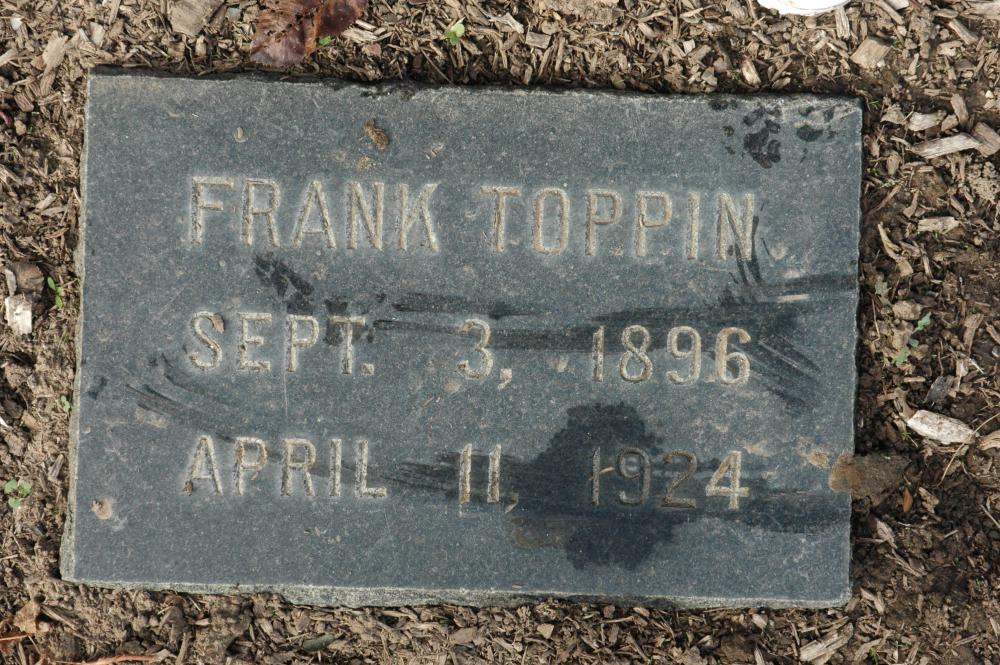 FRANK TOPPIN
SEPT. 3, 1896
APRIL 11, 1924